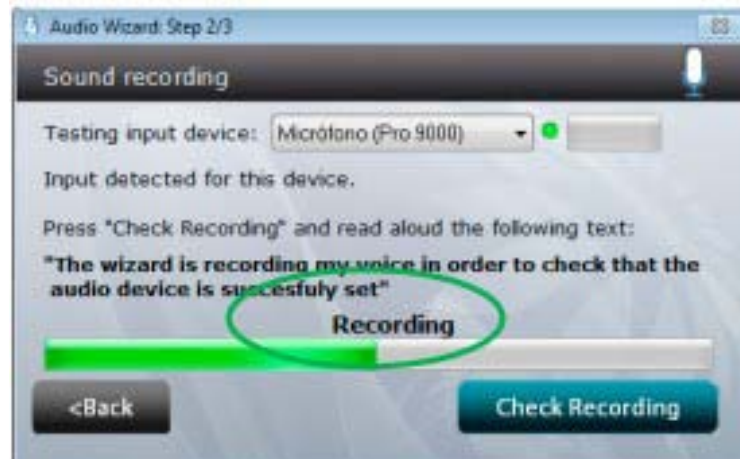 Audio Wizard: Step 2/3
Sound recording
Testing input device: Micrófono (Pro 9000)
Input detected for this device.
Press "Check Recording" and read aloud the following text:
"The wizard is recording my voice in order to check that the
audio device is succesfuly set"
Recording
<Back Check Recording